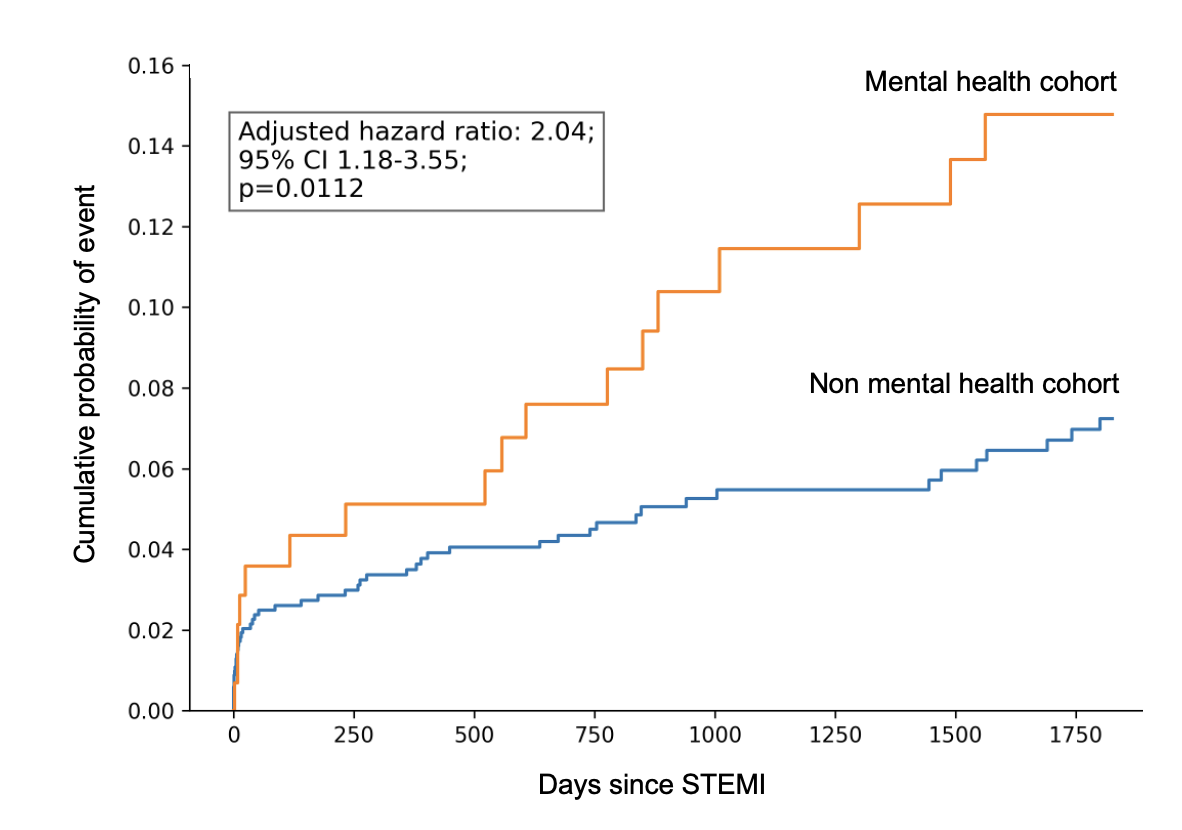 0.16
0.14
0.12
0.10
0.08
0.06
0.04
0.02
0.00
Cumulative probability of event
Adjusted hazard ratio: 2.04;
95% CI 1.18-3.55;
p=0.0112
Mental health cohort
Non mental health cohort
0 250 500 750 1000 1250 1500 1750
Days since STEMI